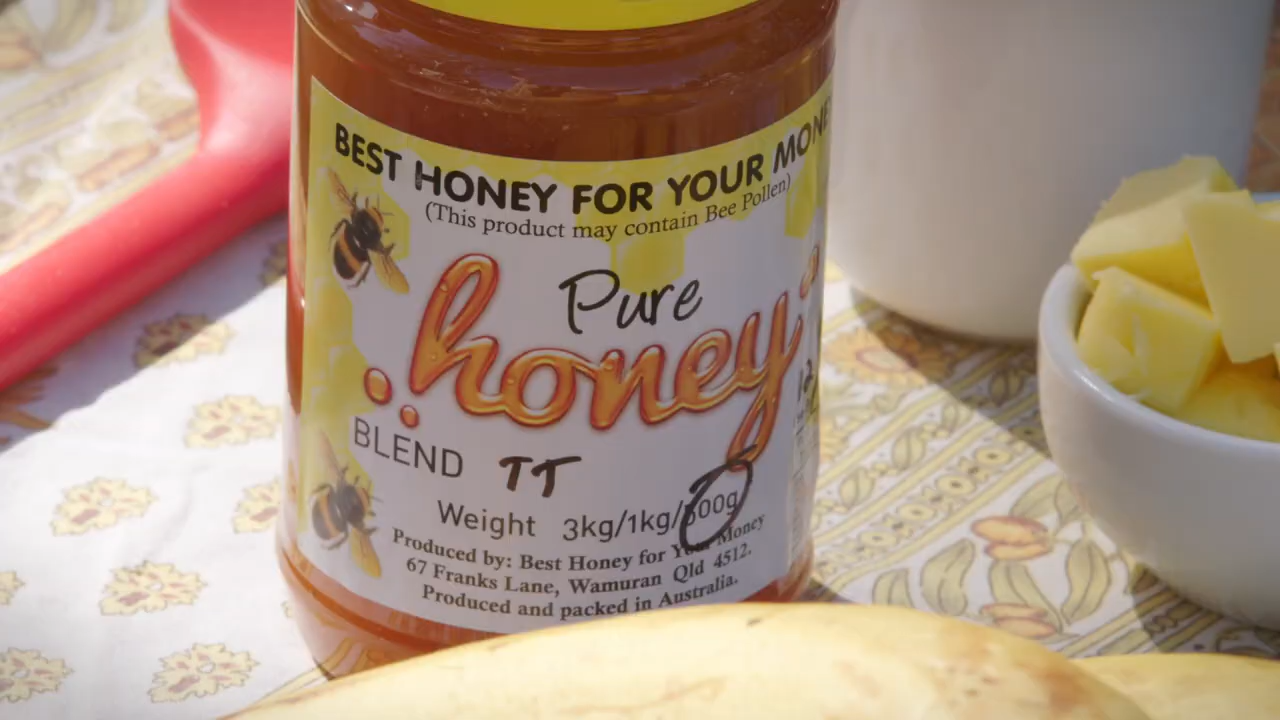 BEST HONEY FOR YOUR MONE
(This product may contain Bee Pollen)
Pure
honey
BLEND TT
Weight 3kg/1kg/500g
Produced by: Best Honey for Your Money
67 Franks Lane, Wamuran Qld 4512.
Produced and packed in Australia.